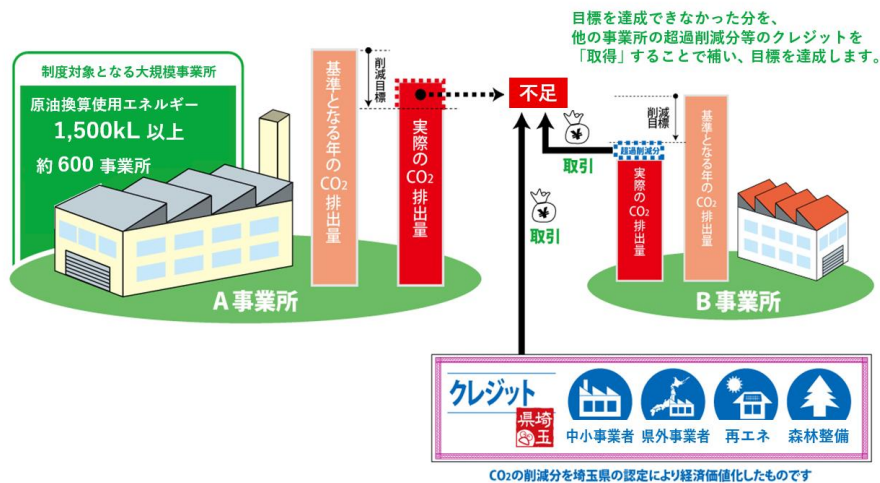 目標を達成できなかった分を、
他の事業所の超過削減分等のクレジットを
「取得」することで補い、目標を達成します。
制度対象となる大規模事業所
原油換算使用エネルギー
1,500kL 以上
約 600 事業所
基準となる年のCO₂排出量
削減目標
実際のCO₂排出量
不足
取引
取引
削減目標
超過削減分
実際のCO₂排出量
基準となる年のCO₂排出量
A事業所
B事業所
クレジット
埼玉県
中小事業者
県外事業者
再エネ
森林整備
CO₂の削減分を埼玉県の認定により経済価値化したものです